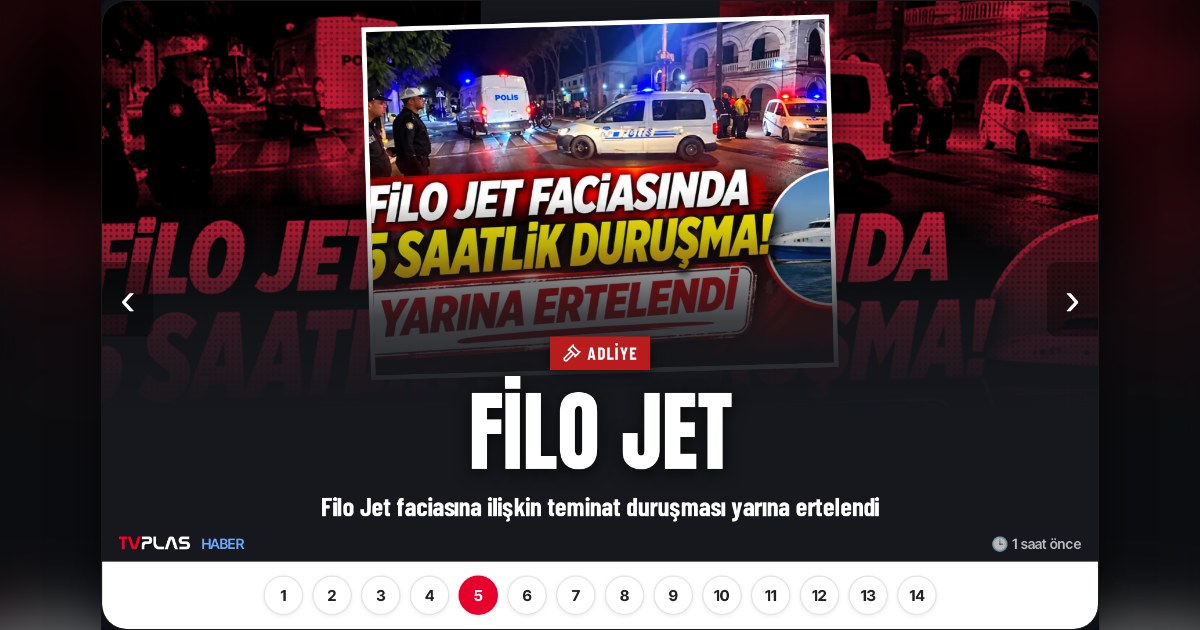 POLIS
POLIS
FİLO JET FACİASINDA
5 SAATLİK DURUŞMA!
YARINA ERTELENDİ
ADLİYE
FİLO JET
Filo Jet faciasına ilişkin teminat duruşması yarına ertelendi
TVPLAS HABER
1 saat önce
1 2 3 4 5 6 7 8 9 10 11 12 13 14